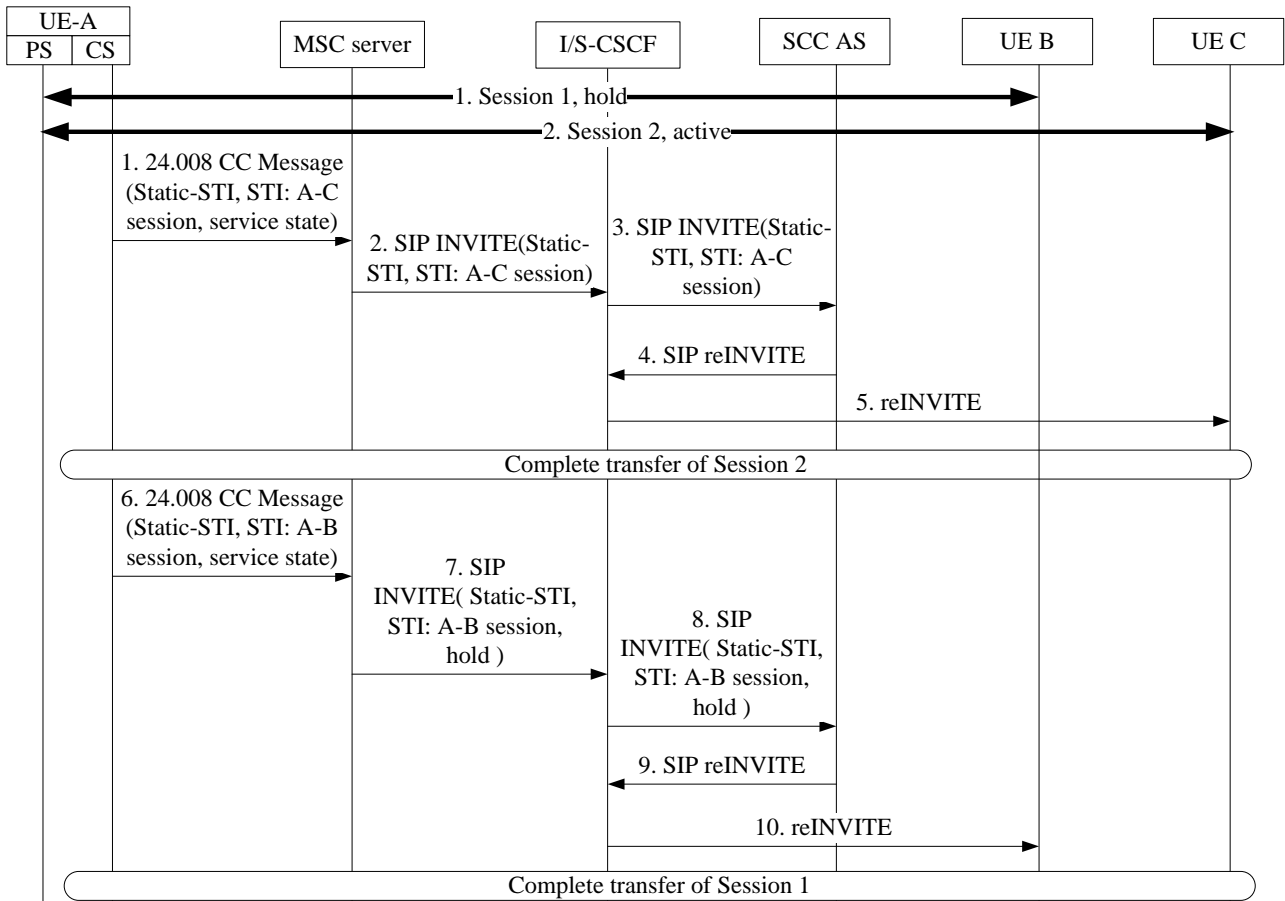 UE-A
PS CS
MSC server
I/S-CSCF
SCC AS
UE B
UE C
1. Session 1, hold
2. Session 2, active
1. 24.008 CC Message
(Static-STI, STI: A-C
session, service state)
2. SIP INVITE(Static-
STI, STI: A-C session)
3. SIP INVITE(Static-
STI, STI: A-C
session)
4. SIP reINVITE
5. reINVITE
Complete transfer of Session 2
6. 24.008 CC Message
(Static-STI, STI: A-B
session, service state)
7. SIP
INVITE( Static-STI,
STI: A-B session,
hold )
8. SIP
INVITE( Static-STI,
STI: A-B session,
hold )
9. SIP reINVITE
10. reINVITE
Complete transfer of Session 1